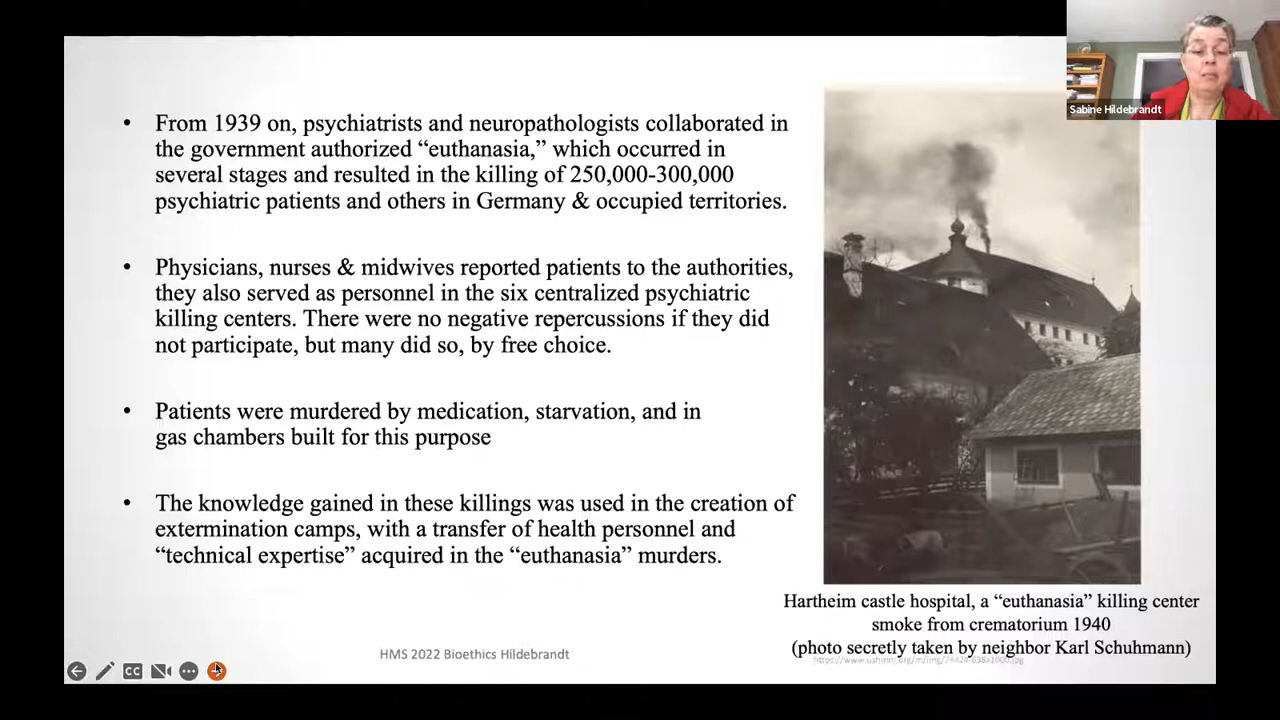 Sabine Hildebrandt
• From 1939 on, psychiatrists and neuropathologists collaborated in
the government authorized “euthanasia,” which occurred in
several stages and resulted in the killing of 250,000-300,000
psychiatric patients and others in Germany & occupied territories.
• Physicians, nurses & midwives reported patients to the authorities,
they also served as personnel in the six centralized psychiatric
killing centers. There were no negative repercussions if they did
not participate, but many did so, by free choice.
• Patients were murdered by medication, starvation, and in
gas chambers built for this purpose
• The knowledge gained in these killings was used in the creation of
extermination camps, with a transfer of health personnel and
“technical expertise” acquired in the “euthanasia” murders.
Hartheim castle hospital, a “euthanasia” killing center
smoke from crematorium 1940
(photo secretly taken by neighbor Karl Schuhmann)
HMS 2022 Bioethics Hildebrandt
CC